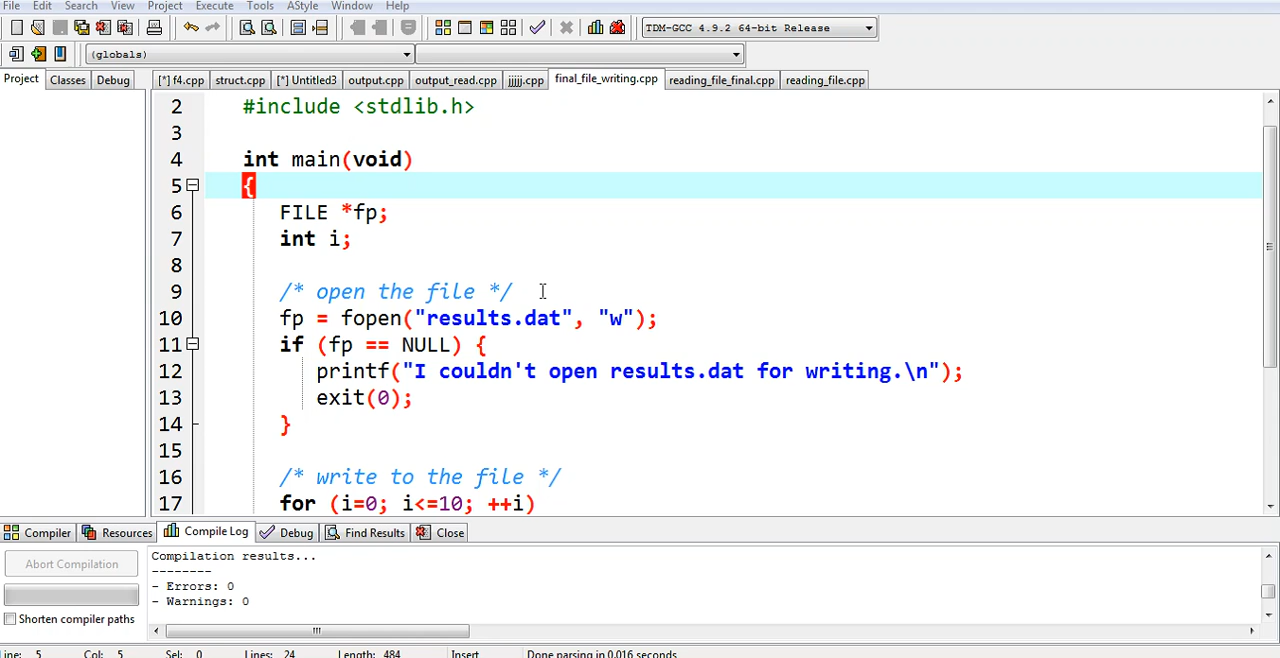 File Edit Search View Project Execute Tools AStyle Window Help
TDM-GCC 4.9.2 64-bit Release
(globals)
Project Classes Debug [*] f4.cpp struct.cpp [*] Untitled3 output.cpp output_read.cpp jjjjj.cpp final_file_writing.cpp reading_file_final.cpp reading_file.cpp
2 #include <stdlib.h>
3
4 int main(void)
5 {
6 FILE *fp;
7 int i;
8
9 /* open the file */
10 fp = fopen("results.dat", "w");
11 if (fp == NULL) {
12 printf("I couldn't open results.dat for writing.\n");
13 exit(0);
14 }
15
16 /* write to the file */
17 for (i=0; i<=10; ++i)
Compiler Resources Compile Log Debug Find Results Close
Abort Compilation
Compilation results...
--------
- Errors: 0
- Warnings: 0
Shorten compiler paths
Line: 5 Col: 5 Sel: 0 Lines: 24 Length: 484 Insert Done parsing in 0.016 seconds